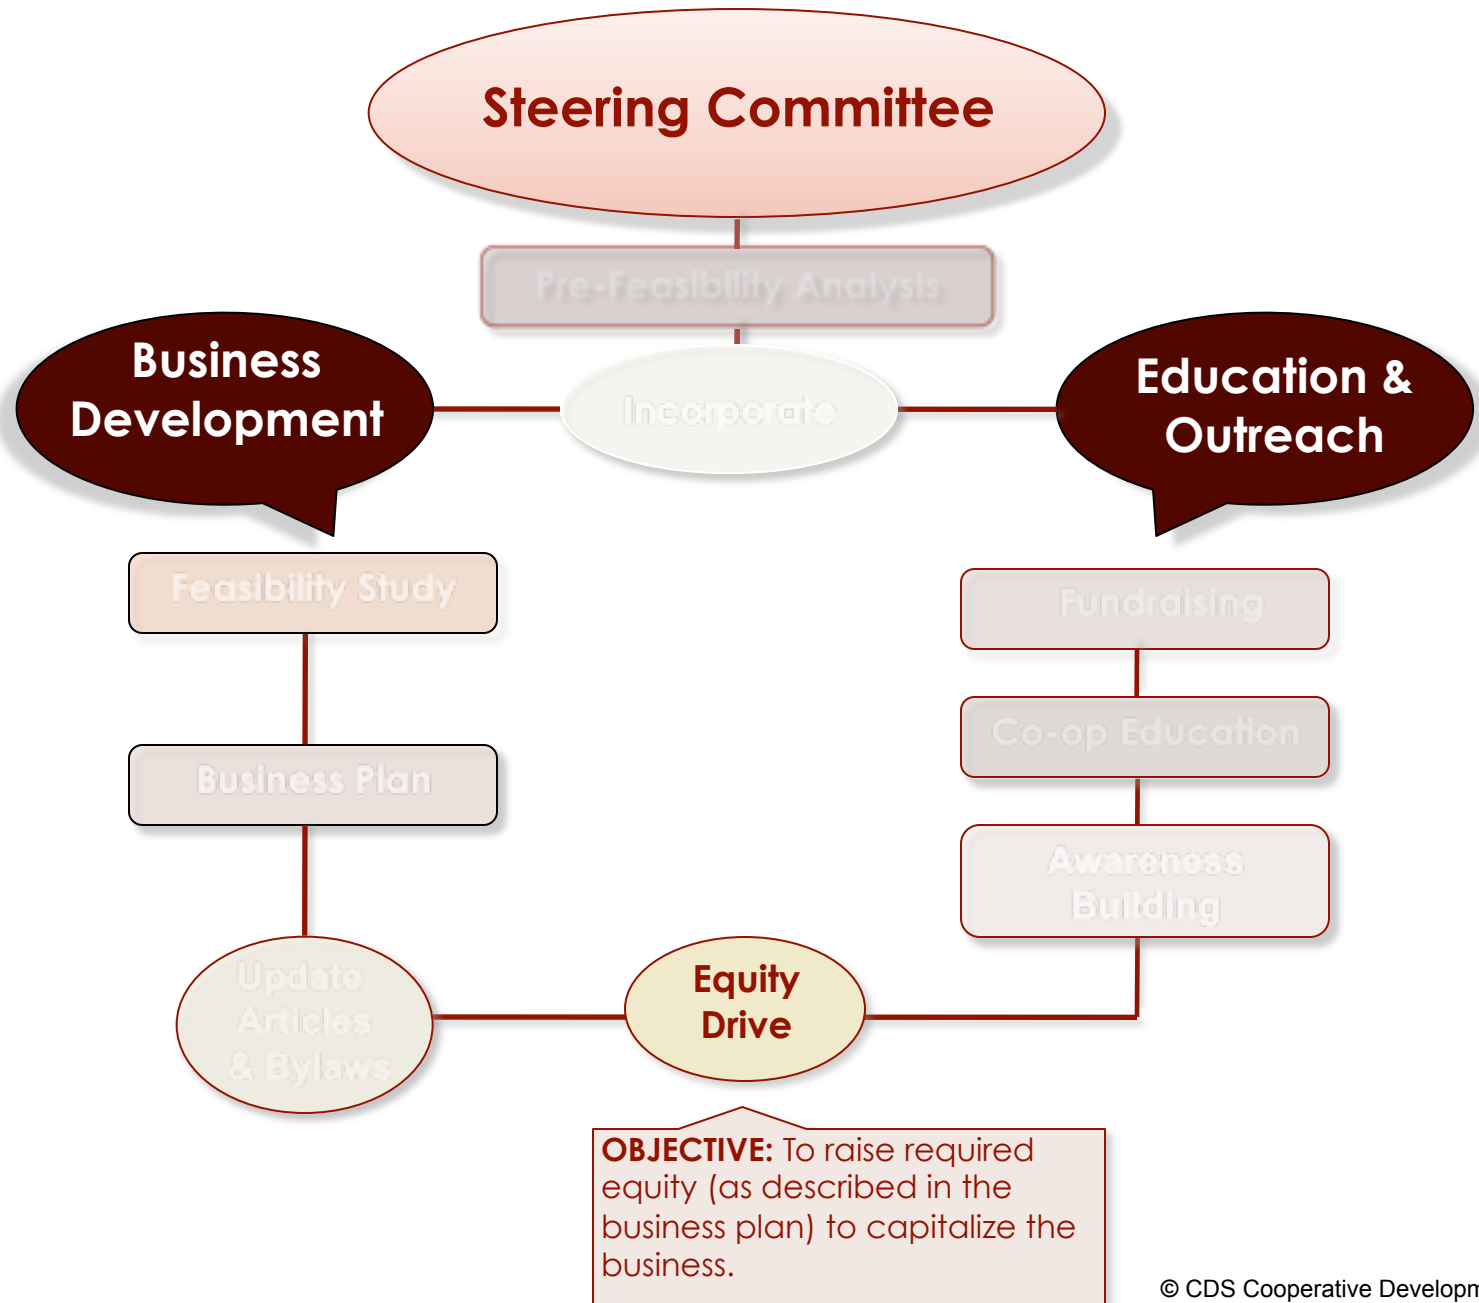 Steering Committee
Pre-Feasibility Analysis
Business
Development
Incorporate
Education &
Outreach
Feasibility Study
Business Plan
Update
Articles
& Bylaws
Fundraising
Co-op Education
Awareness
Building
Equity
Drive
OBJECTIVE: To raise required
equity (as described in the
business plan) to capitalize the
business.
© CDS Cooperative Developm